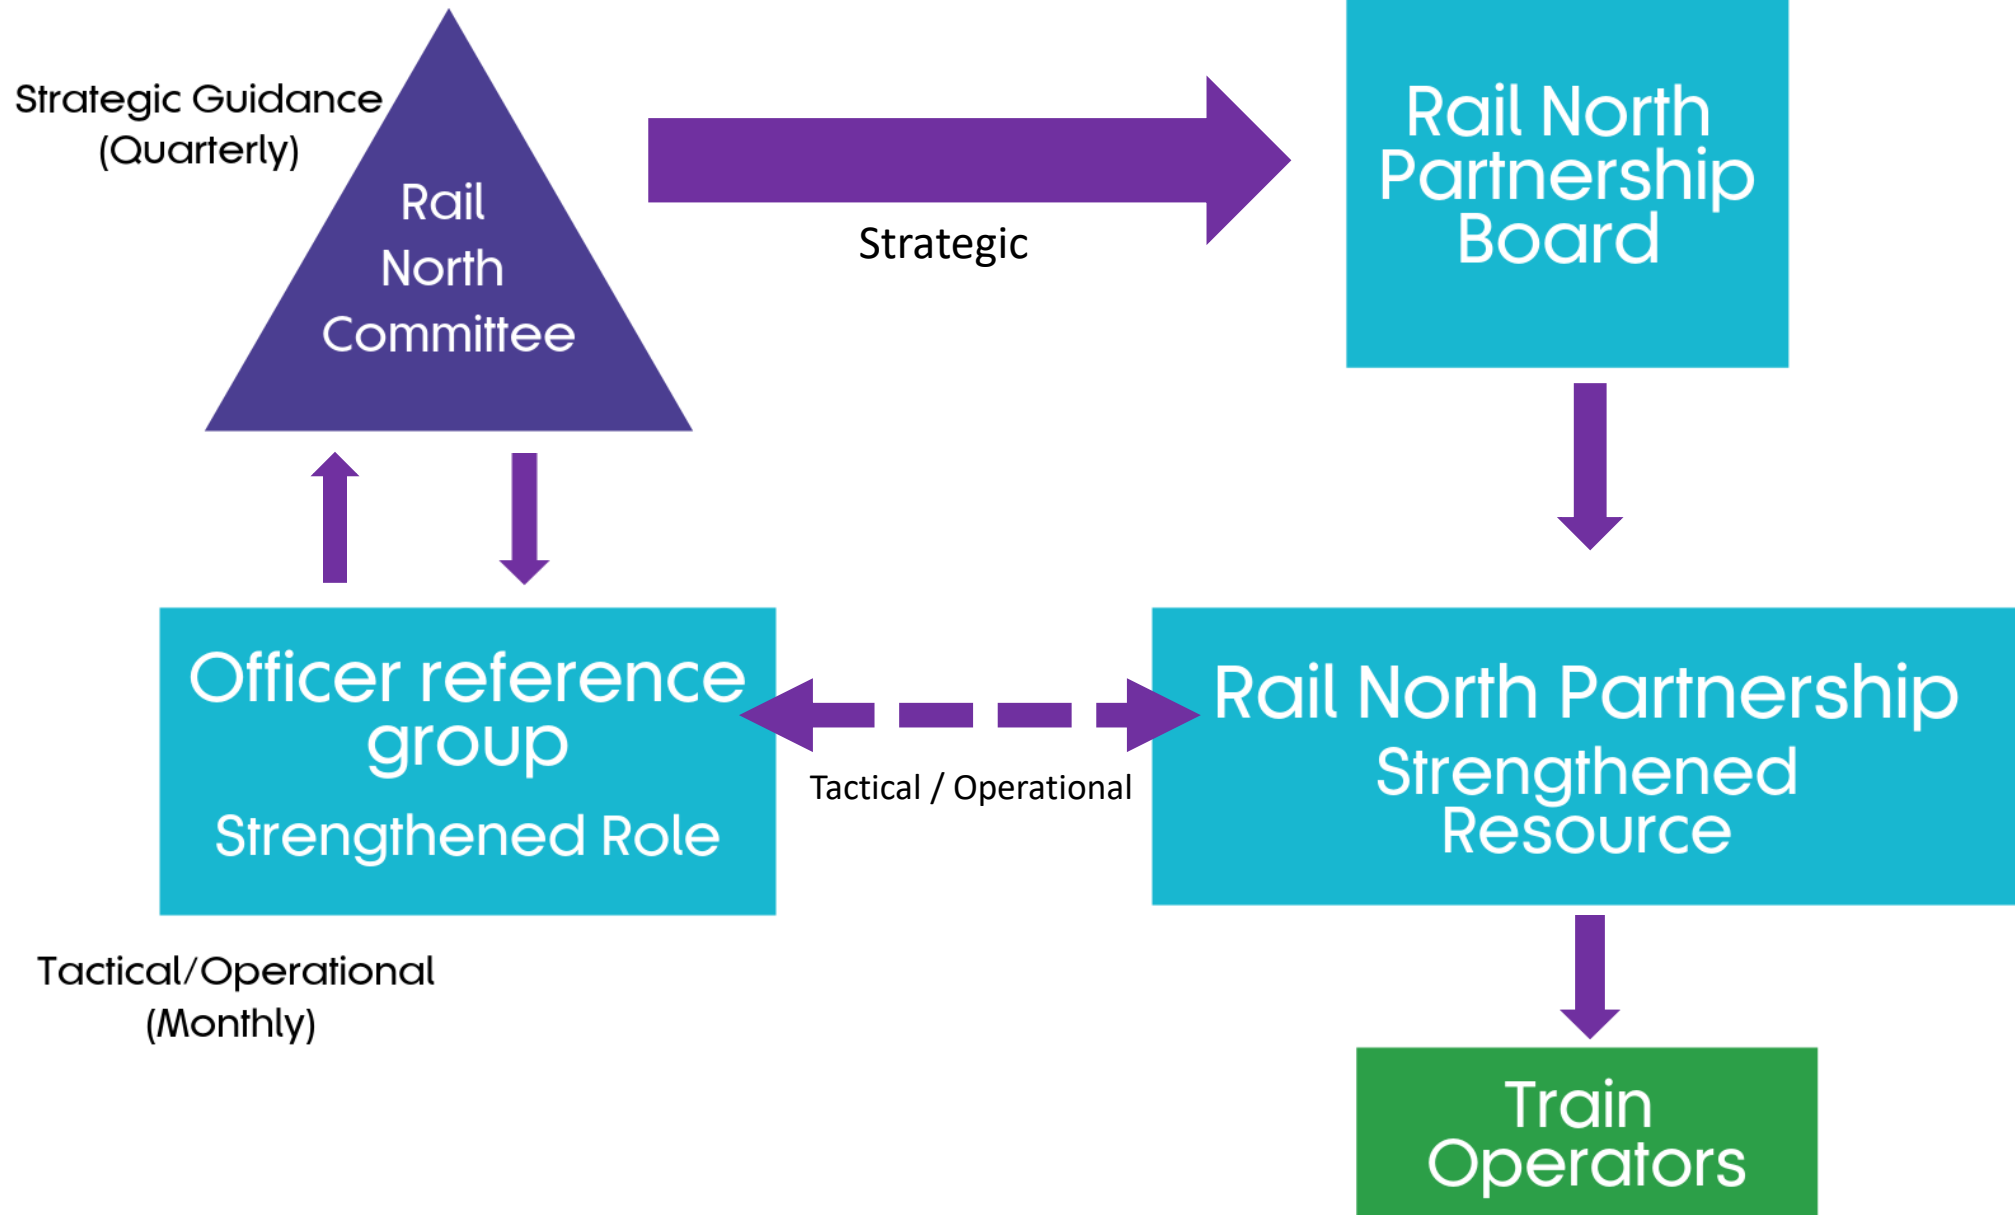 Strategic Guidance
(Quarterly)
Rail
North
Committee
Strategic
Rail North
Partnership
Board
Officer reference
group
Strengthened Role
Tactical / Operational
Rail North Partnership
Strengthened
Resource
Tactical/Operational
(Monthly)
Train
Operators